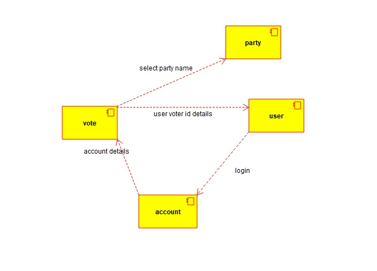 party
select party name
vote
user voter id details
user
account details
login
account